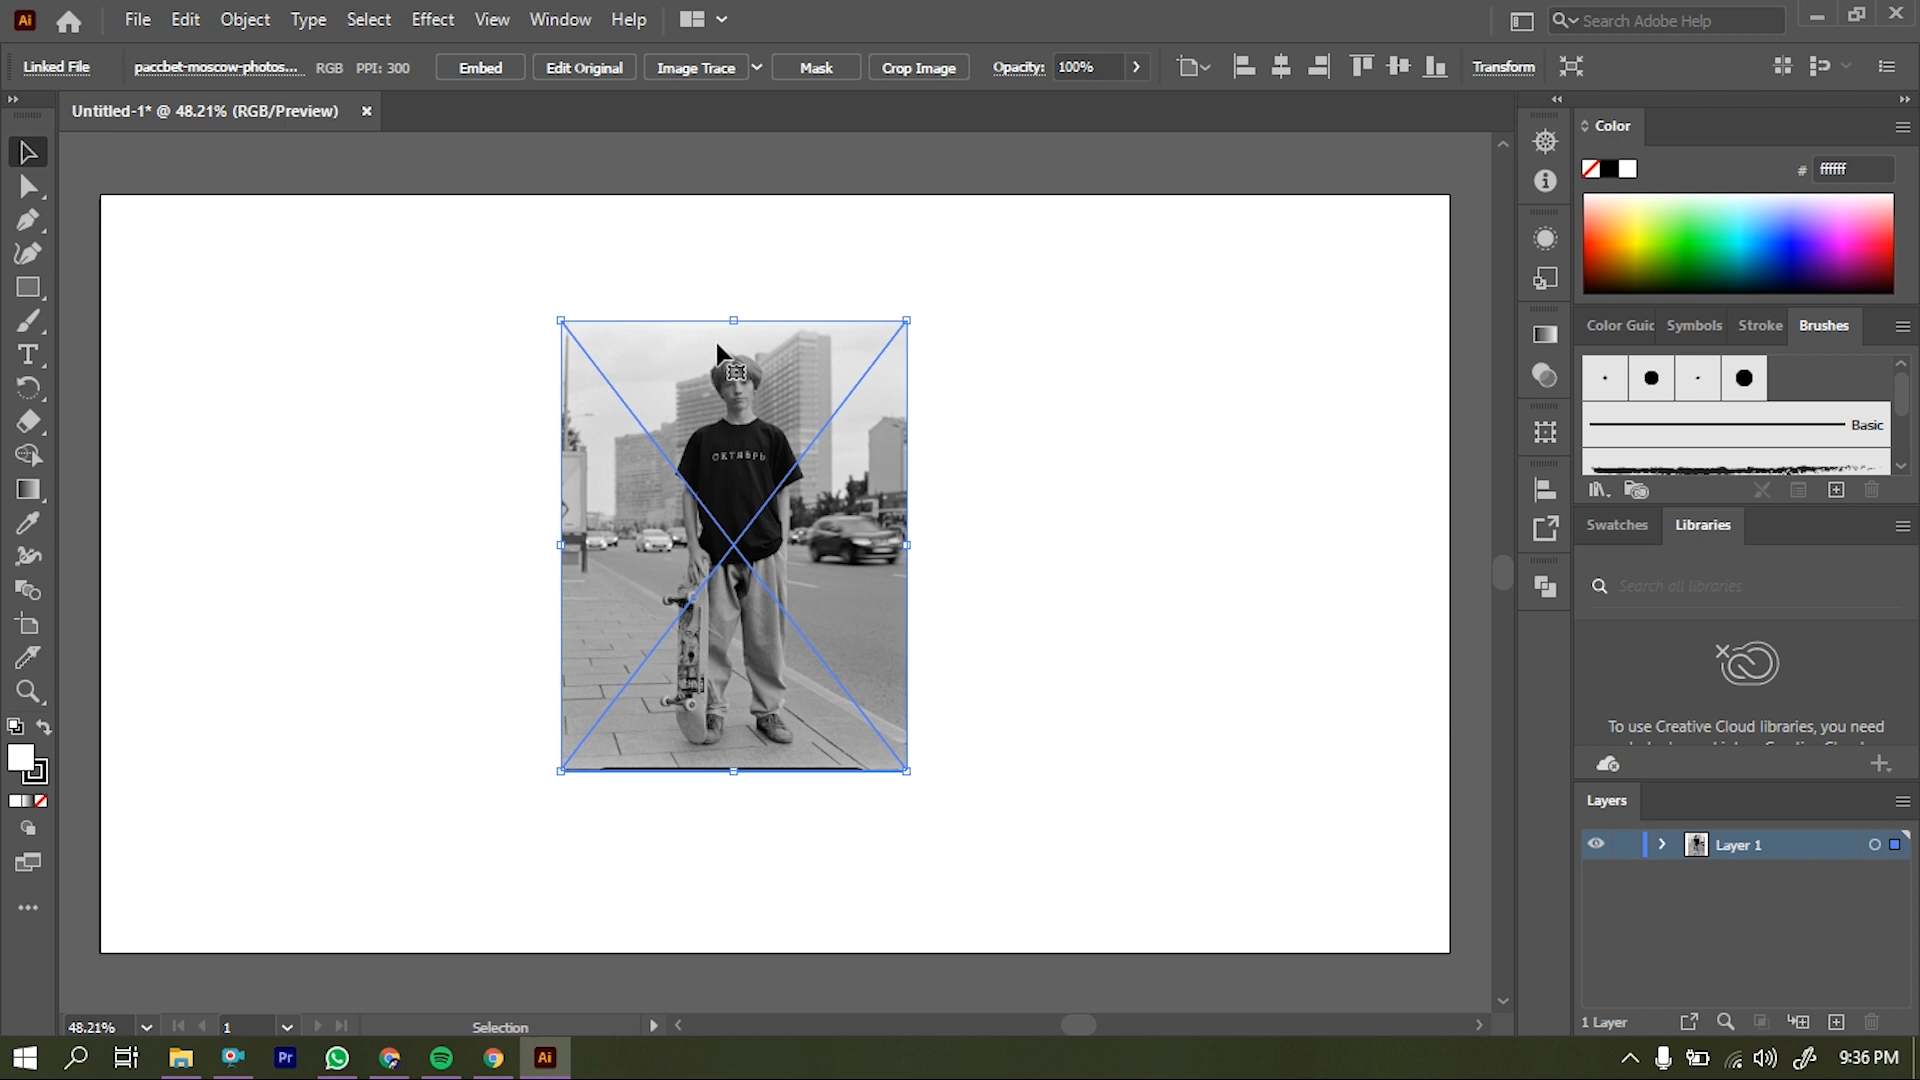 Ai File Edit Object Type Select Effect View Window Help Search Adobe Help
Linked File paccbet-moscow-photos... RGB PPI: 300 Embed Edit Original Image Trace Mask Crop Image Opacity: 100% Transform
Untitled-1* @ 48.21% (RGB/Preview)
Color
# ffffff
Color Guid Symbols Stroke Brushes
Basic
ОКТЯБРЬ
Swatches Libraries
Search all libraries
To use Creative Cloud libraries, you need
Layers
Layer 1
48.21% 1 Selection
1 Layer
Pr Ai 9:36 PM